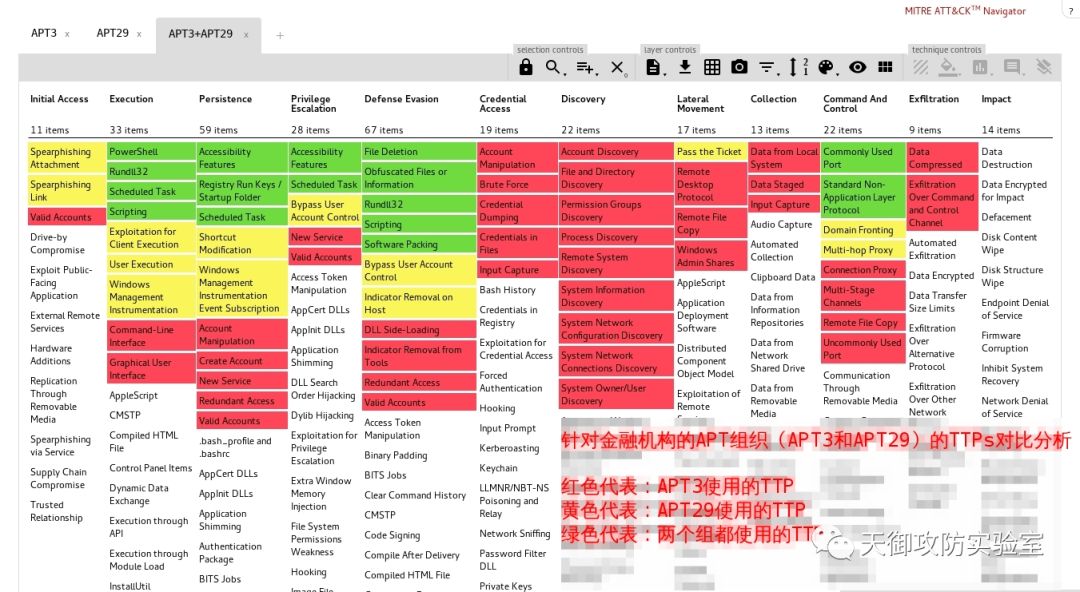 MITRE ATT&CK™ Navigator
?
APT3 x
APT29 x
APT3+APT29 x
+
selection controls
layer controls
technique controls
Initial Access
11 items
Spearphishing
Attachment
Spearphishing
Link
Valid Accounts
Drive-by
Compromise
Exploit Public-
Facing
Application
External Remote
Services
Hardware
Additions
Replication
Through
Removable
Media
Spearphishing
via Service
Supply Chain
Compromise
Trusted
Relationship
Execution
33 items
PowerShell
Rundll32
Scheduled Task
Scripting
Exploitation for
Client Execution
User Execution
Windows
Management
Instrumentation
Command-Line
Interface
Graphical User
Interface
AppleScript
CMSTP
Compiled HTML
File
Control Panel Items
Dynamic Data
Exchange
Execution through
API
Execution through
Module Load
InstallUtil
Persistence
59 items
Accessibility
Features
Registry Run Keys /
Startup Folder
Scheduled Task
Shortcut
Modification
Windows
Management
Instrumentation
Event Subscription
Account
Manipulation
Create Account
New Service
Redundant Access
Valid Accounts
.bash_profile and
.bashrc
AppCert DLLs
AppInit DLLs
Application
Shimming
Authentication
Package
BITS Jobs
Privilege
Escalation
28 items
Accessibility
Features
Scheduled Task
Bypass User
Account Control
New Service
Valid Accounts
Access Token
Manipulation
AppCert DLLs
AppInit DLLs
Application
Shimming
DLL Search
Order Hijacking
Dylib Hijacking
Exploitation for
Privilege
Escalation
Extra Window
Memory
Injection
File System
Permissions
Weakness
Hooking
Image File
Defense Evasion
67 items
File Deletion
Obfuscated Files or
Information
Rundll32
Scripting
Software Packing
Bypass User Account
Control
Indicator Removal on
Host
DLL Side-Loading
Indicator Removal from
Tools
Redundant Access
Valid Accounts
Access Token
Manipulation
Binary Padding
BITS Jobs
Clear Command History
CMSTP
Code Signing
Compile After Delivery
Compiled HTML File
Credential
Access
19 items
Account
Manipulation
Brute Force
Credential
Dumping
Credentials in
Files
Input Capture
Bash History
Credentials in
Registry
Exploitation for
Credential Access
Forced
Authentication
Hooking
Input Prompt
Kerberoasting
Keychain
LLMNR/NBT-NS
Poisoning and
Relay
Network Sniffing
Password Filter
DLL
Private Keys
Discovery
22 items
Account Discovery
File and Directory
Discovery
Permission Groups
Discovery
Process Discovery
Remote System
Discovery
System Information
Discovery
System Network
Configuration Discovery
System Network
Connections Discovery
System Owner/User
Discovery
Lateral
Movement
17 items
Pass the Ticket
Remote
Desktop
Protocol
Remote File
Copy
Windows
Admin Shares
AppleScript
Application
Deployment
Software
Distributed
Component
Object Model
Exploitation of
Remote
Collection
13 items
Data from Local
System
Data Staged
Input Capture
Audio Capture
Automated
Collection
Clipboard Data
Data from
Information
Repositories
Data from
Network
Shared Drive
Data from
Removable
Media
Command And
Control
22 items
Commonly Used
Port
Standard Non-
Application Layer
Protocol
Domain Fronting
Multi-hop Proxy
Connection Proxy
Multi-Stage
Channels
Remote File Copy
Uncommonly Used
Port
Communication
Through
Removable Media
Exfiltration
9 items
Data
Compressed
Exfiltration
Over Command
and Control
Channel
Automated
Exfiltration
Data Encrypted
Data Transfer
Size Limits
Exfiltration
Over
Alternative
Protocol
Exfiltration
Over Other
Network
Impact
14 items
Data
Destruction
Data Encrypted
for Impact
Defacement
Disk Content
Wipe
Disk Structure
Wipe
Endpoint Denial
of Service
Firmware
Corruption
Inhibit System
Recovery
Network Denial
of Service
针对金融机构的APT组织（APT3和APT29）的TTPs对比分析
红色代表：APT3使用的TTP
黄色代表：APT29使用的TTP
绿色代表：两个组都使用的TTP
天御攻防实验室